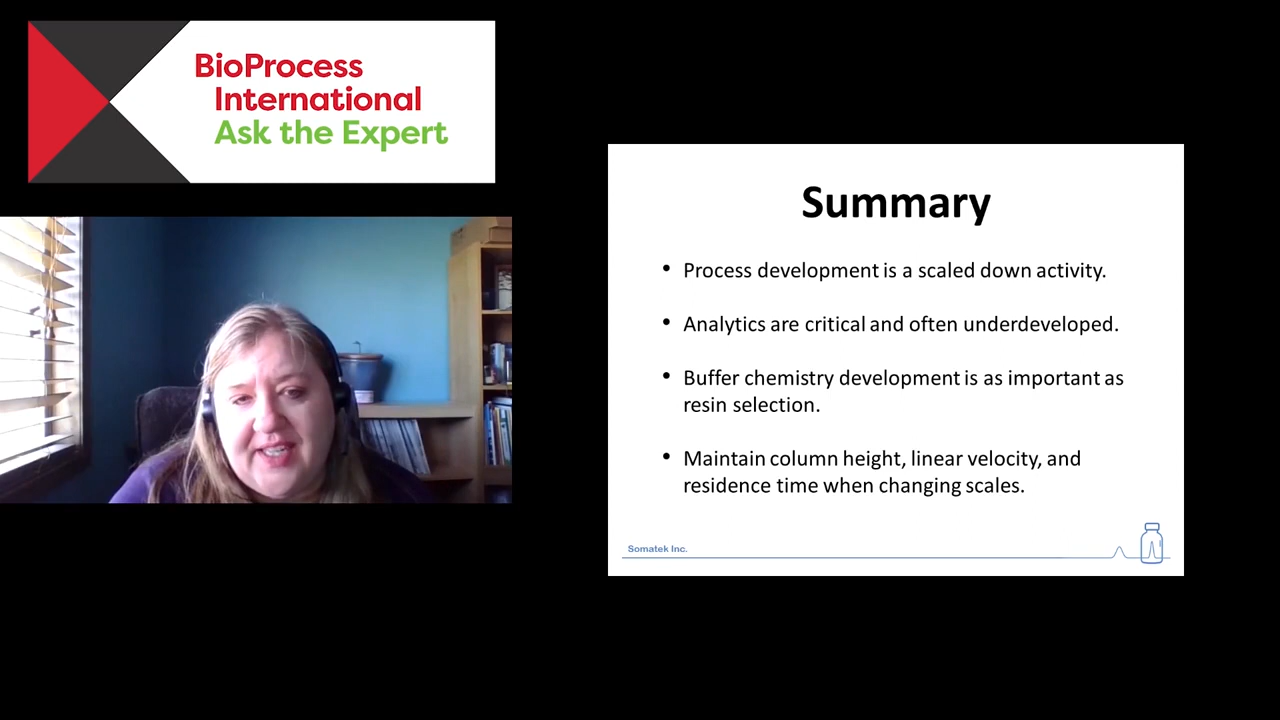 BioProcess
International
Ask the Expert
Summary
• Process development is a scaled down activity.
• Analytics are critical and often underdeveloped.
• Buffer chemistry development is as important as
resin selection.
• Maintain column height, linear velocity, and
residence time when changing scales.
Somatek Inc.